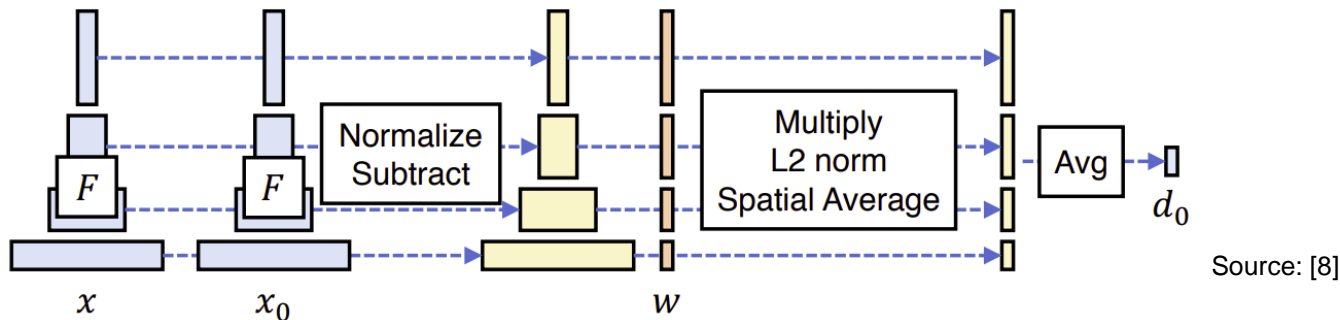 F
F
Normalize
Subtract
Multiply
L2 norm
Spatial Average
Avg
d₀
Source: [8]
x
x₀
w